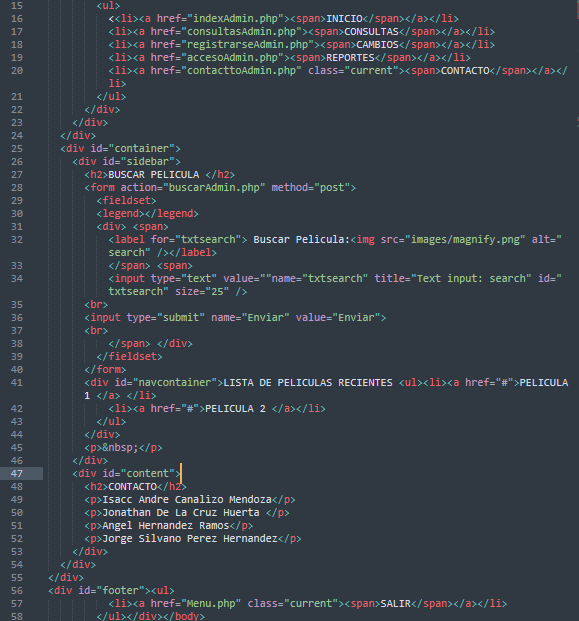 15 <ul>
16 <<li><a href="indexAdmin.php"><span>INICIO</span></a></li>
17 <li><a href="consultasAdmin.php"><span>CONSULTAS</span></a></li>
18 <li><a href="registrarseAdmin.php"><span>CAMBIOS</span></a></li>
19 <li><a href="accesoAdmin.php"><span>REPORTES</span></a></li>
20 <li><a href="contacttoAdmin.php" class="current"><span>CONTACTO</span></a></
li>
21 </ul>
22 </div>
23 </div>
24 </div>
25 <div id="container">
26 <div id="sidebar">
27 <h2>BUSCAR PELICULA </h2>
28 <form action="buscarAdmin.php" method="post">
29 <fieldset>
30 <legend></legend>
31 <div> <span>
32 <label for="txtsearch"> Buscar Pelicula:<img src="images/magnify.png" alt="
search" /></label>
33 </span> <span>
34 <input type="text" value=""name="txtsearch" title="Text input: search" id="
txtsearch" size="25" />
35 <br>
36 <input type="submit" name="Enviar" value="Enviar">
37 <br>
38 </span> </div>
39 </fieldset>
40 </form>
41 <div id="navcontainer">LISTA DE PELICULAS RECIENTES <ul><li><a href="#">PELICULA
1 </a> </li>
42 <li><a href="#">PELICULA 2 </a></li>
43 </ul>
44 </div>
45 <p>&nbsp;</p>
46 </div>
47 <div id="content">
48 <h2>CONTACTO</h2>
49 <p>Isacc Andre Canalizo Mendoza</p>
50 <p>Jonathan De La Cruz Huerta </p>
51 <p>Angel Hernandez Ramos</p>
52 <p>Jorge Silvano Perez Hernandez</p>
53 </div>
54 </div>
55 </div>
56 <div id="footer"><ul>
57 <li><a href="Menu.php" class="current"><span>SALIR</span></a></li>
58 </ul></div></body>